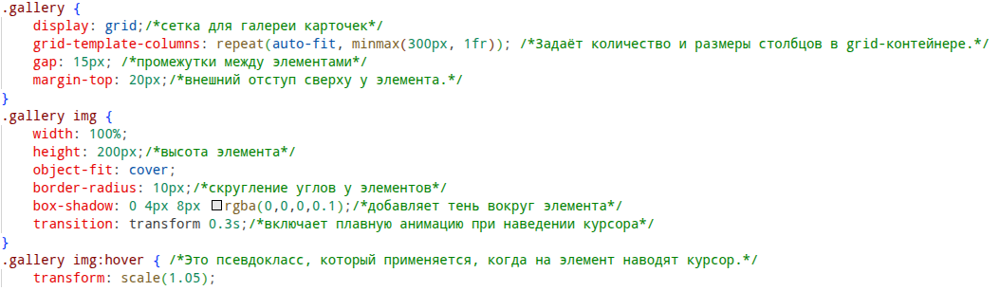 .gallery {
    display: grid;/*сетка для галереи карточек*/
    grid-template-columns: repeat(auto-fit, minmax(300px, 1fr)); /*Задаёт количество и размеры столбцов в grid-контейнере.*/
    gap: 15px; /*промежутки между элементами*/
    margin-top: 20px;/*внешний отступ сверху у элемента.*/
}
.gallery img {
    width: 100%;
    height: 200px;/*высота элемента*/
    object-fit: cover;
    border-radius: 10px;/*скругление углов у элементов*/
    box-shadow: 0 4px 8px rgba(0,0,0,0.1);/*добавляет тень вокруг элемента*/
    transition: transform 0.3s;/*включает плавную анимацию при наведении курсора*/
}
.gallery img:hover { /*Это псевдокласс, который применяется, когда на элемент наводят курсор.*/
    transform: scale(1.05);